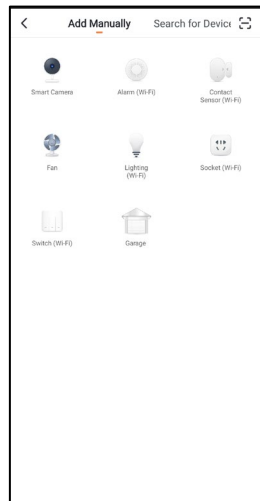 Add Manually Search for Device
Smart Camera Alarm (Wi-Fi) Contact
Sensor (Wi-Fi)
Fan Lighting
(Wi-Fi) Socket (Wi-Fi)
Switch (Wi-Fi) Garage